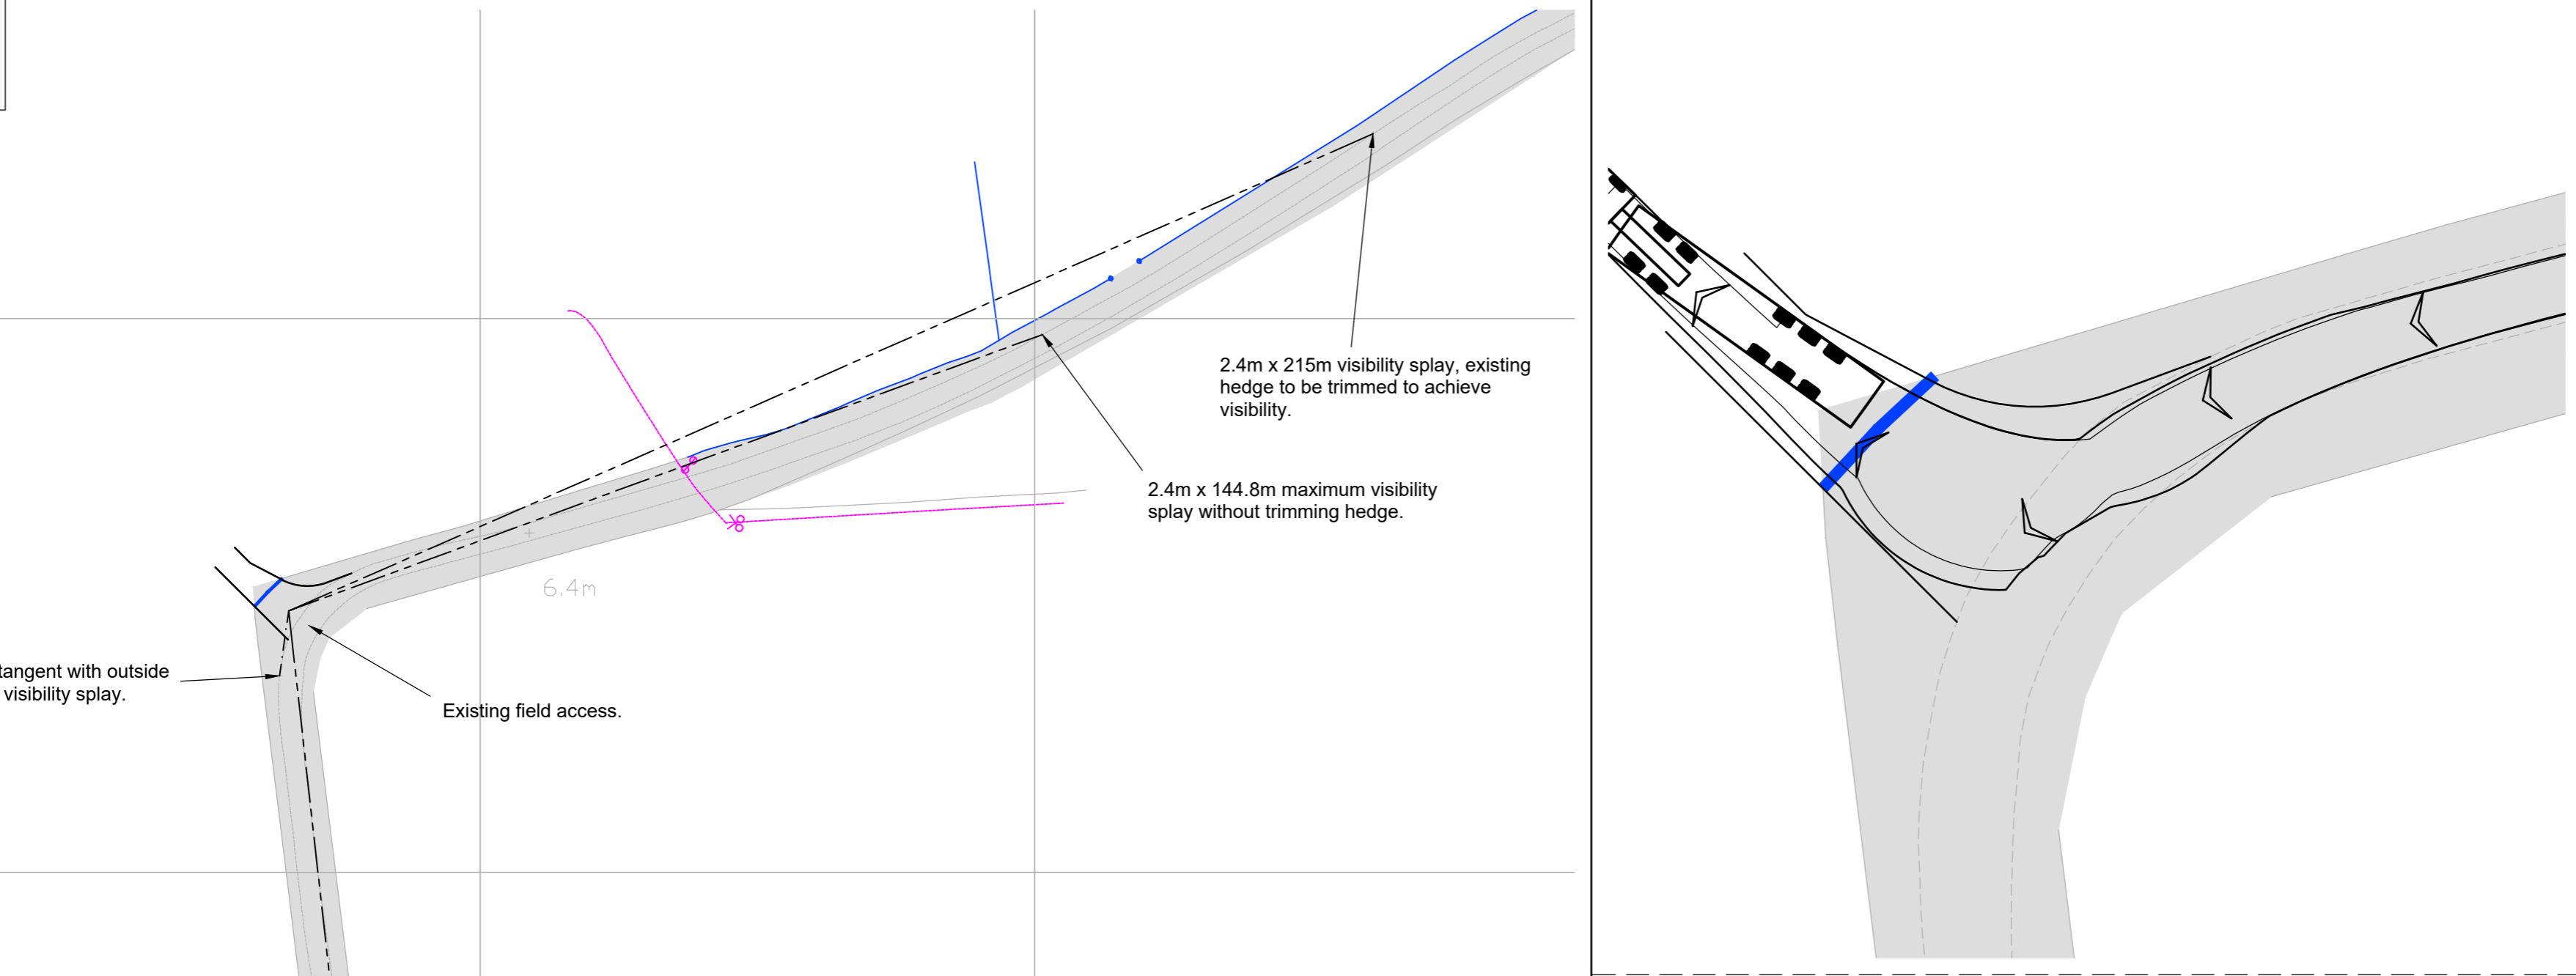 2.4m x 215m visibility splay, existing
hedge to be trimmed to achieve
visibility.
2.4m x 144.8m maximum visibility
splay without trimming hedge.
6.4m
tangent with outside
visibility splay.
Existing field access.